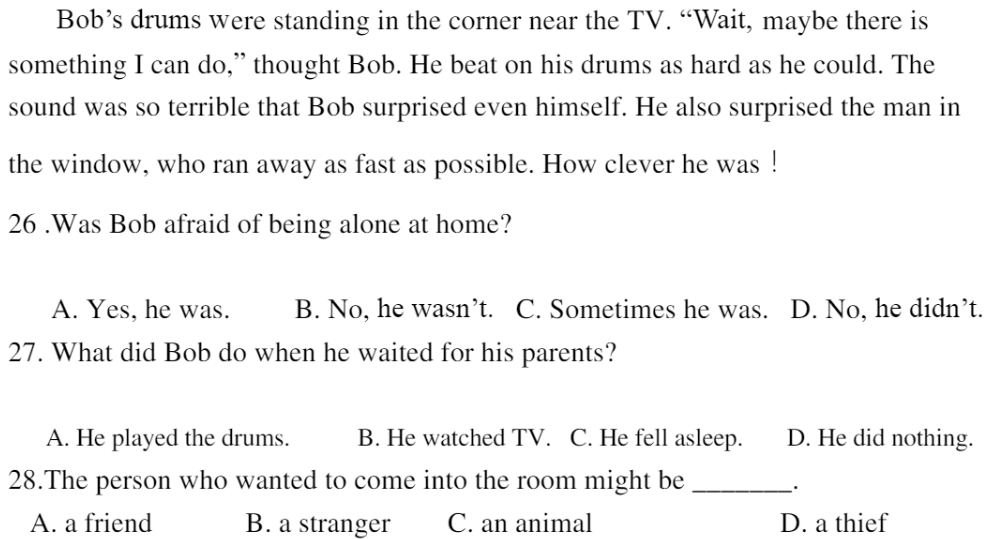 Bob’s drums were standing in the corner near the TV. “Wait, maybe there is
something I can do,” thought Bob. He beat on his drums as hard as he could. The
sound was so terrible that Bob surprised even himself. He also surprised the man in
the window, who ran away as fast as possible. How clever he was！
26 .Was Bob afraid of being alone at home?
A. Yes, he was. B. No, he wasn’t. C. Sometimes he was. D. No, he didn’t.
27. What did Bob do when he waited for his parents?
A. He played the drums. B. He watched TV. C. He fell asleep. D. He did nothing.
28.The person who wanted to come into the room might be _______.
A. a friend B. a stranger C. an animal D. a thief